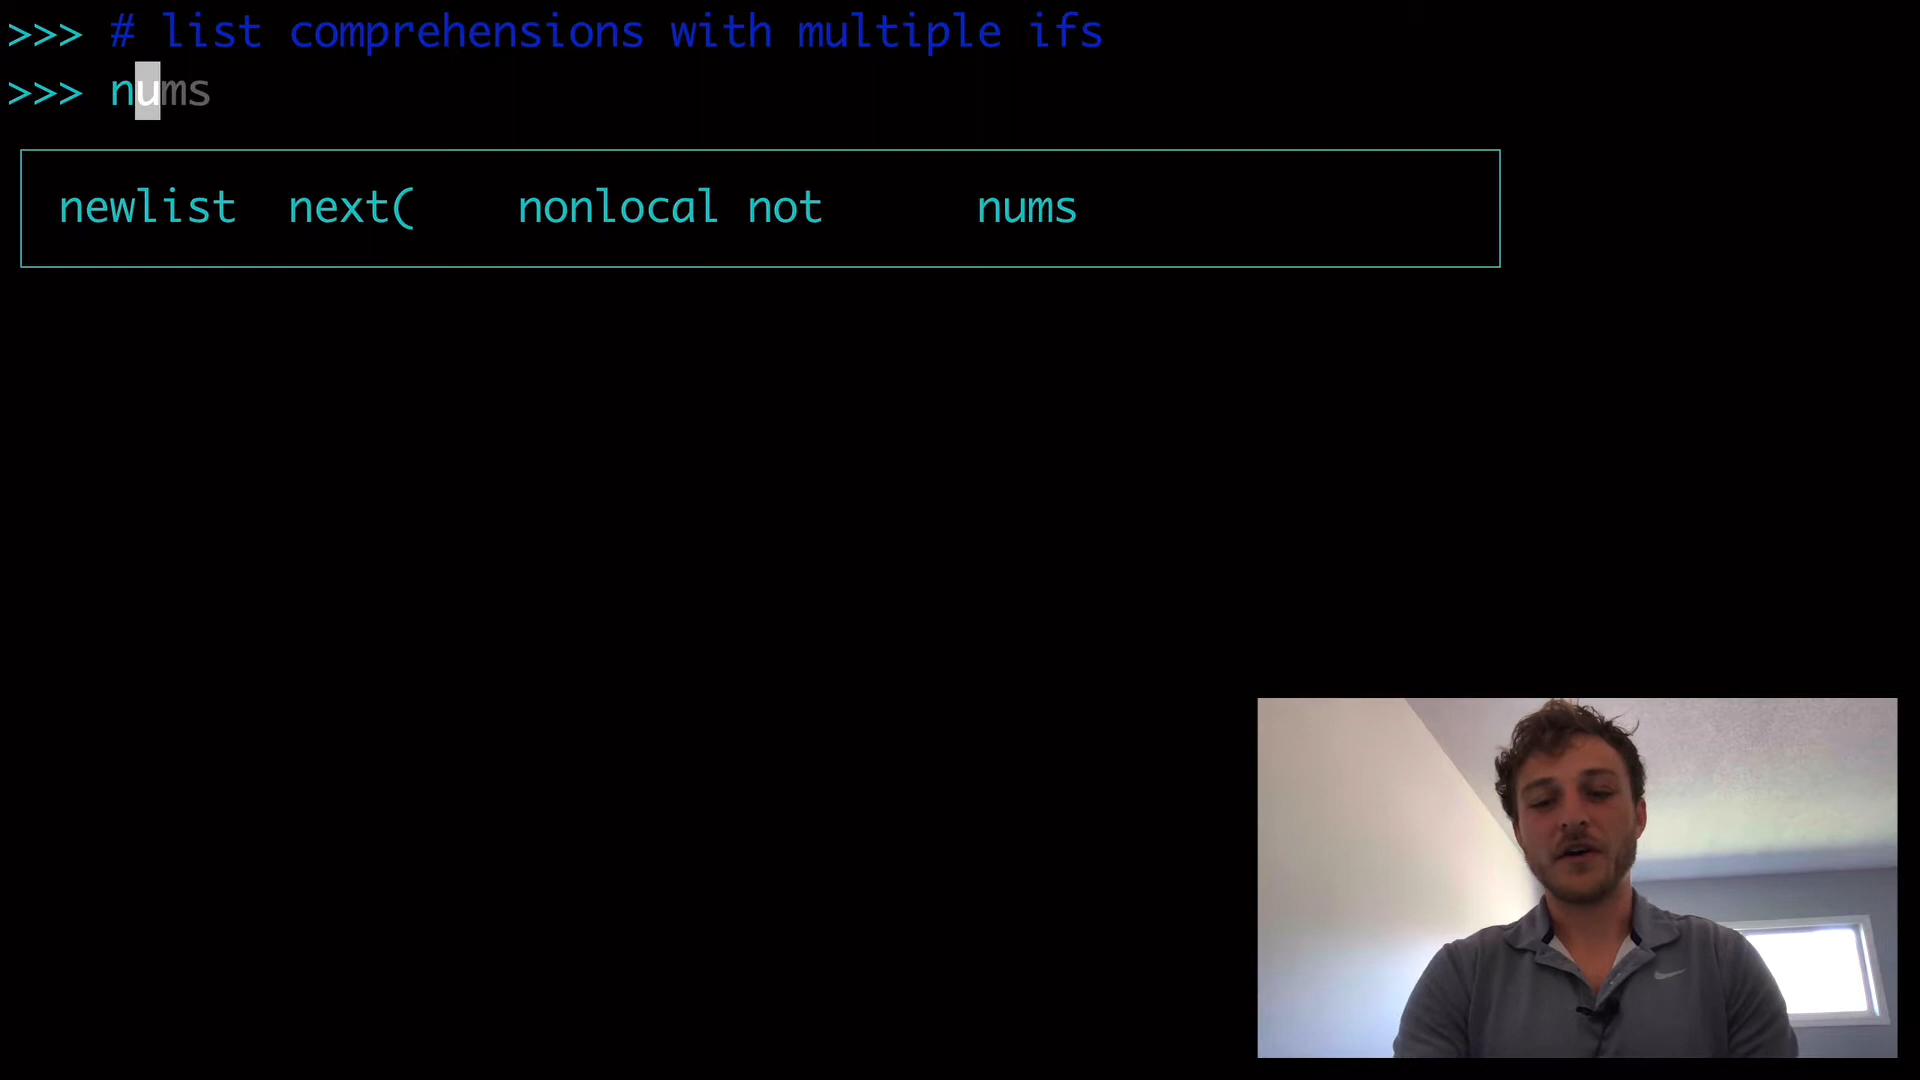 >>> # list comprehensions with multiple ifs
>>> nums
newlist next( nonlocal not nums